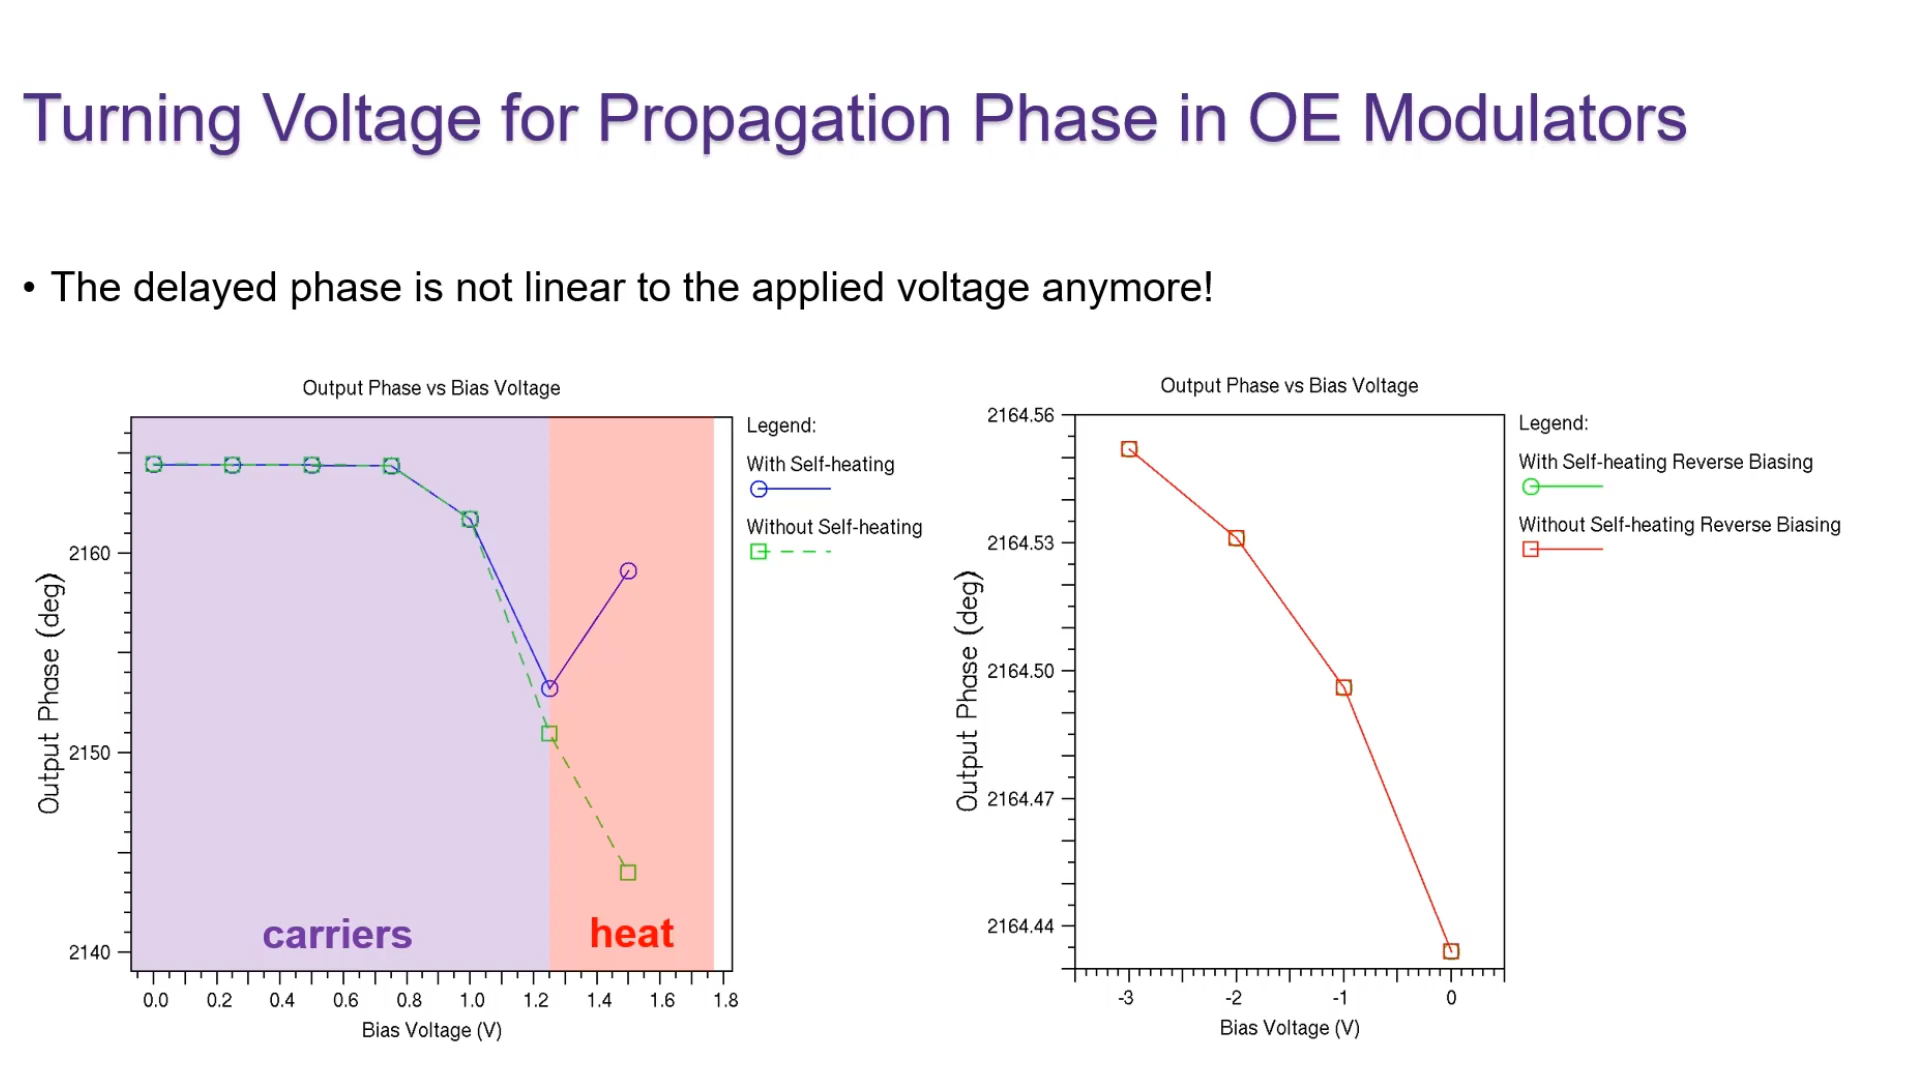 Turning Voltage for Propagation Phase in OE Modulators
• The delayed phase is not linear to the applied voltage anymore!
Output Phase vs Bias Voltage
Legend:
With Self-heating
Without Self-heating
Output Phase (deg)
2160
2150
2140
carriers
heat
0.0 0.2 0.4 0.6 0.8 1.0 1.2 1.4 1.6 1.8
Bias Voltage (V)
Output Phase vs Bias Voltage
Legend:
With Self-heating Reverse Biasing
Without Self-heating Reverse Biasing
Output Phase (deg)
2164.56
2164.53
2164.50
2164.47
2164.44
-3 -2 -1 0
Bias Voltage (V)